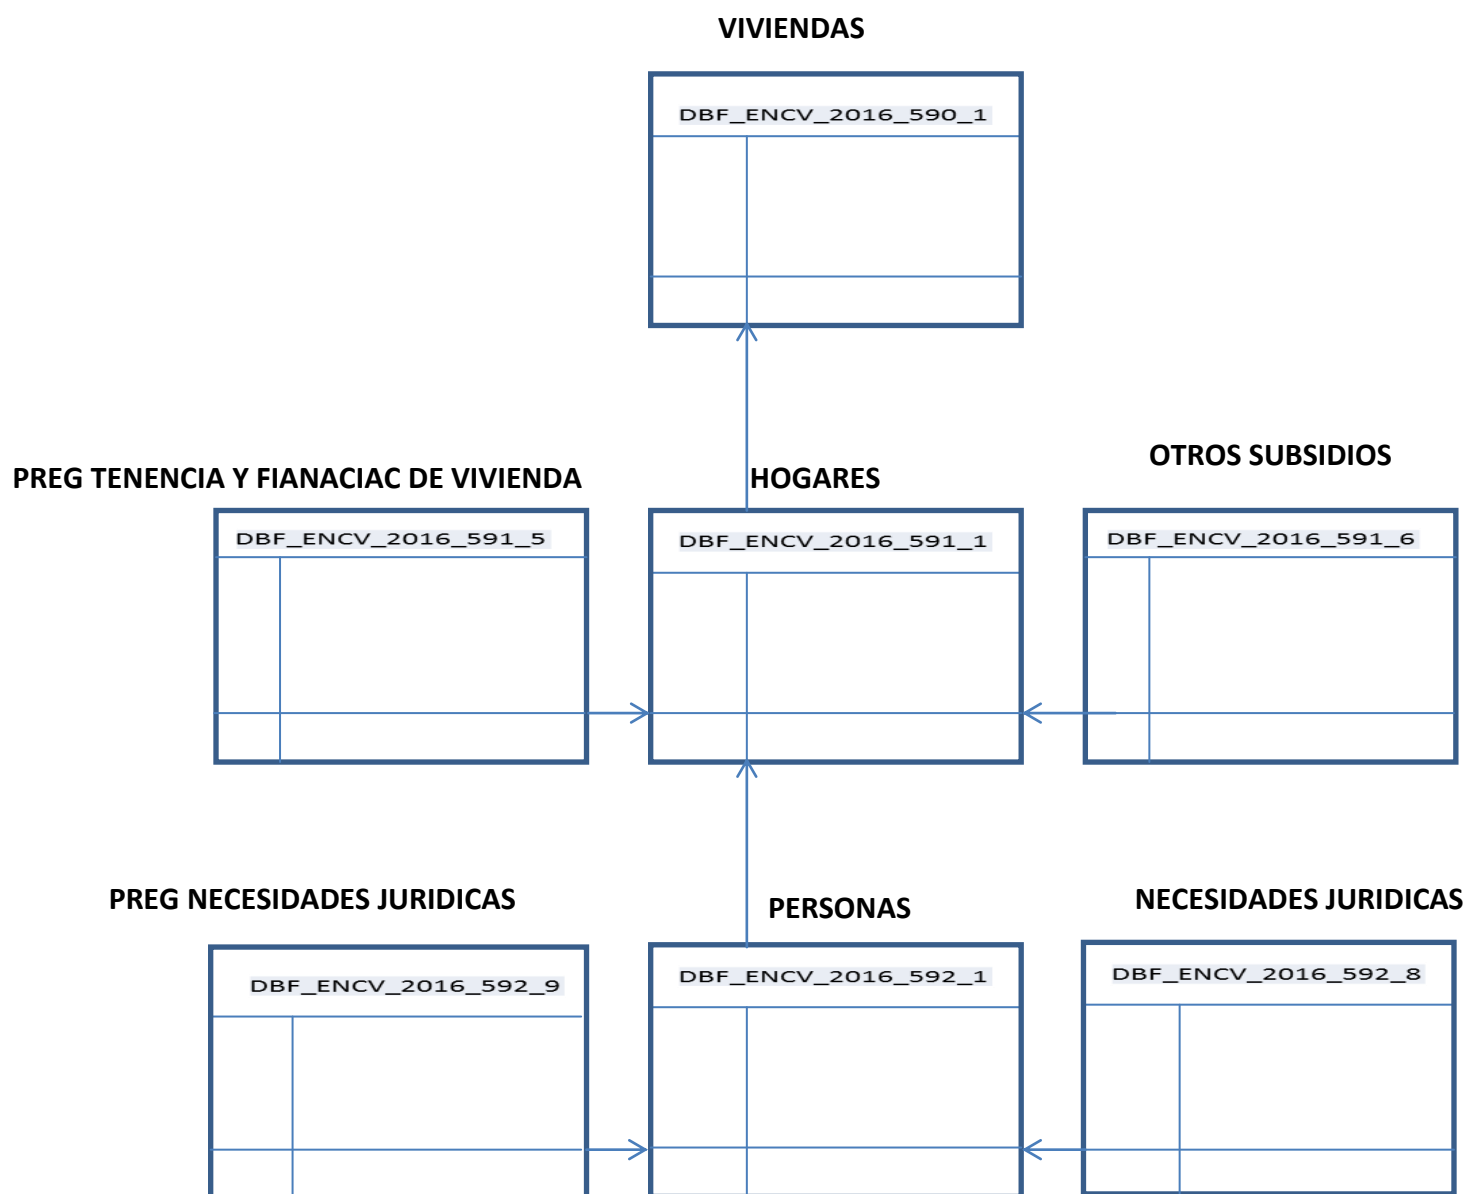 VIVIENDAS
DBF_ENCV_2016_590_1
PREG TENENCIA Y FIANACIAC DE VIVIENDA
HOGARES
OTROS SUBSIDIOS
DBF_ENCV_2016_591_5
DBF_ENCV_2016_591_1
DBF_ENCV_2016_591_6
PREG NECESIDADES JURIDICAS
PERSONAS
NECESIDADES JURIDICAS
DBF_ENCV_2016_592_9
DBF_ENCV_2016_592_1
DBF_ENCV_2016_592_8